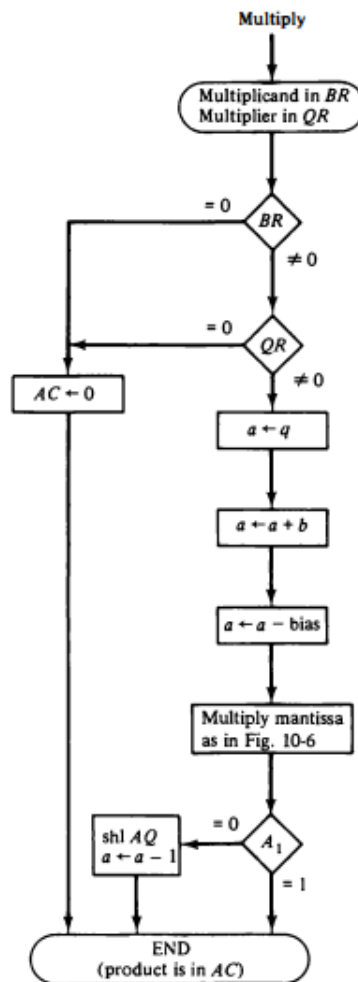 Multiply
Multiplicand in BR
Multiplier in QR
= 0
BR
≠ 0
= 0
QR
≠ 0
AC ← 0
a ← q
a ← a + b
a ← a − bias
Multiply mantissa
as in Fig. 10-6
= 0
shl AQ
a ← a − 1
A₁
= 1
END
(product is in AC)